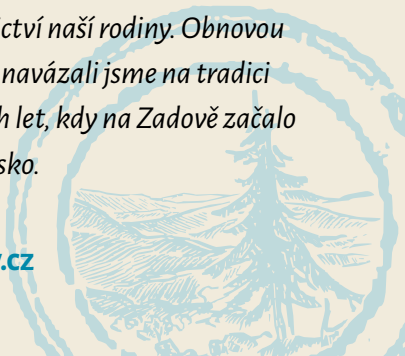 ctví naší rodiny. Obnovou
navázali jsme na tradici
h let, kdy na Zadově začalo
sko.
.cz